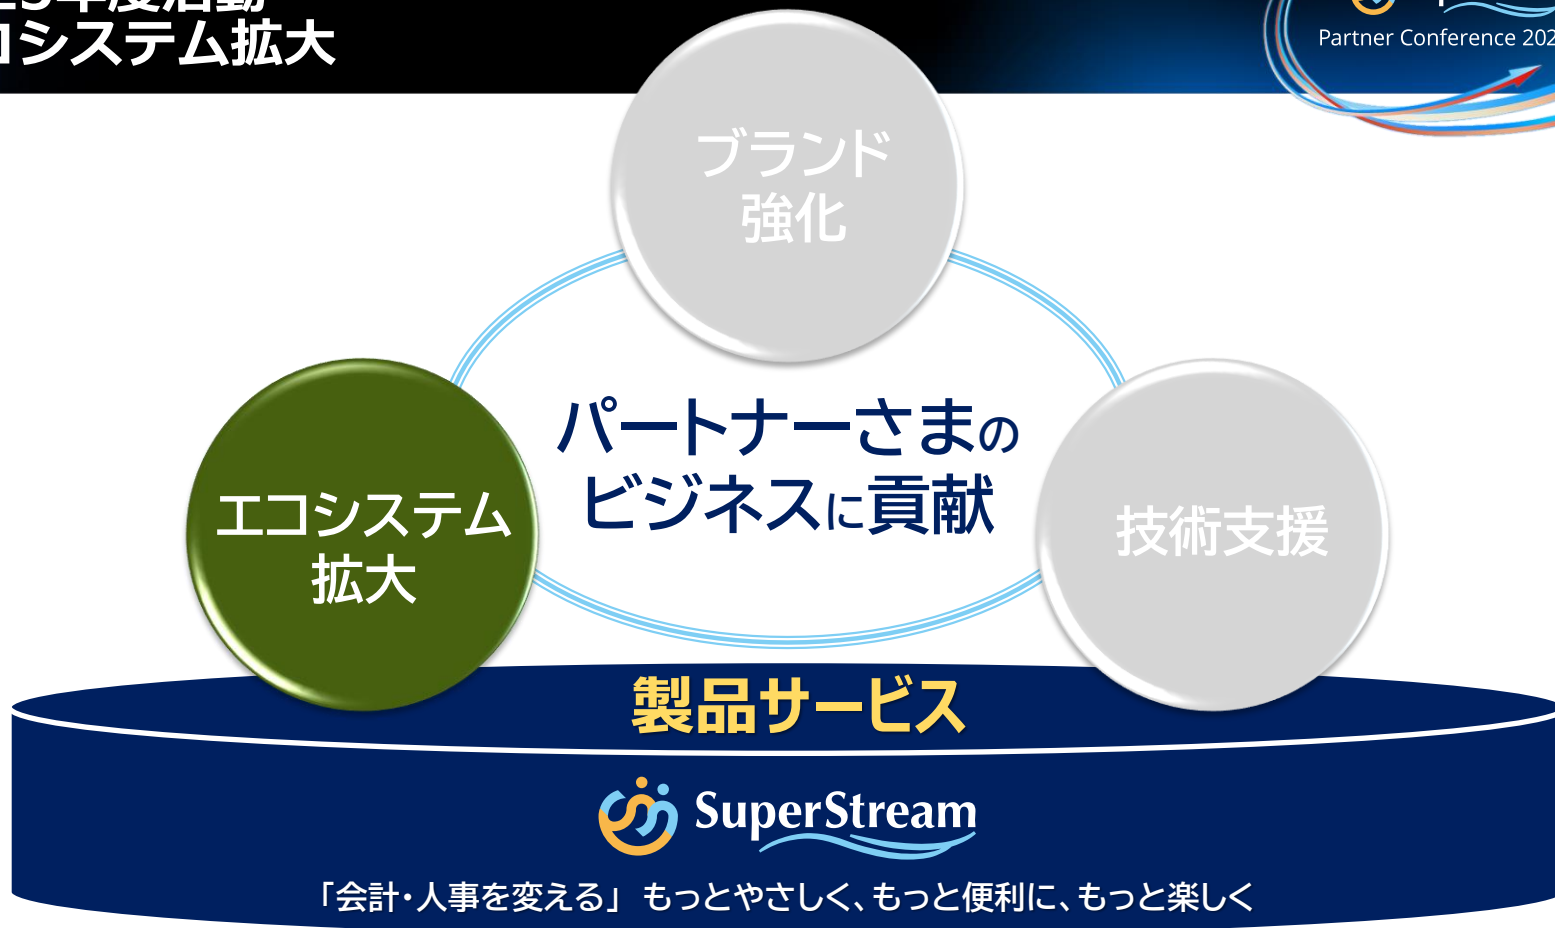 コシステム拡大
Partner Conference 202
ブランド
強化
パートナーさまの
ビジネスに貢献
エコシステム
拡大
技術支援
製品サービス
SuperStream
「会計・人事を変える」 もっとやさしく、もっと便利に、もっと楽しく